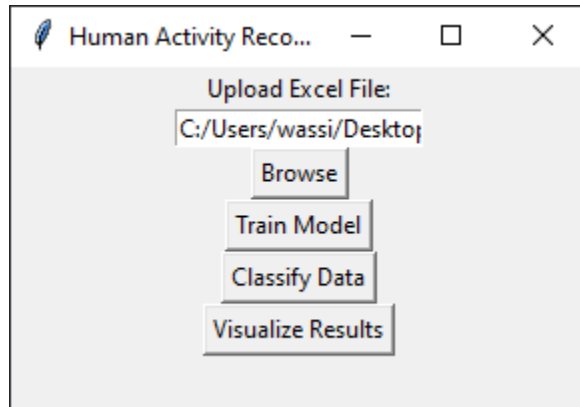 Human Activity Reco...
Upload Excel File:
C:/Users/wassi/Desktop
Browse
Train Model
Classify Data
Visualize Results